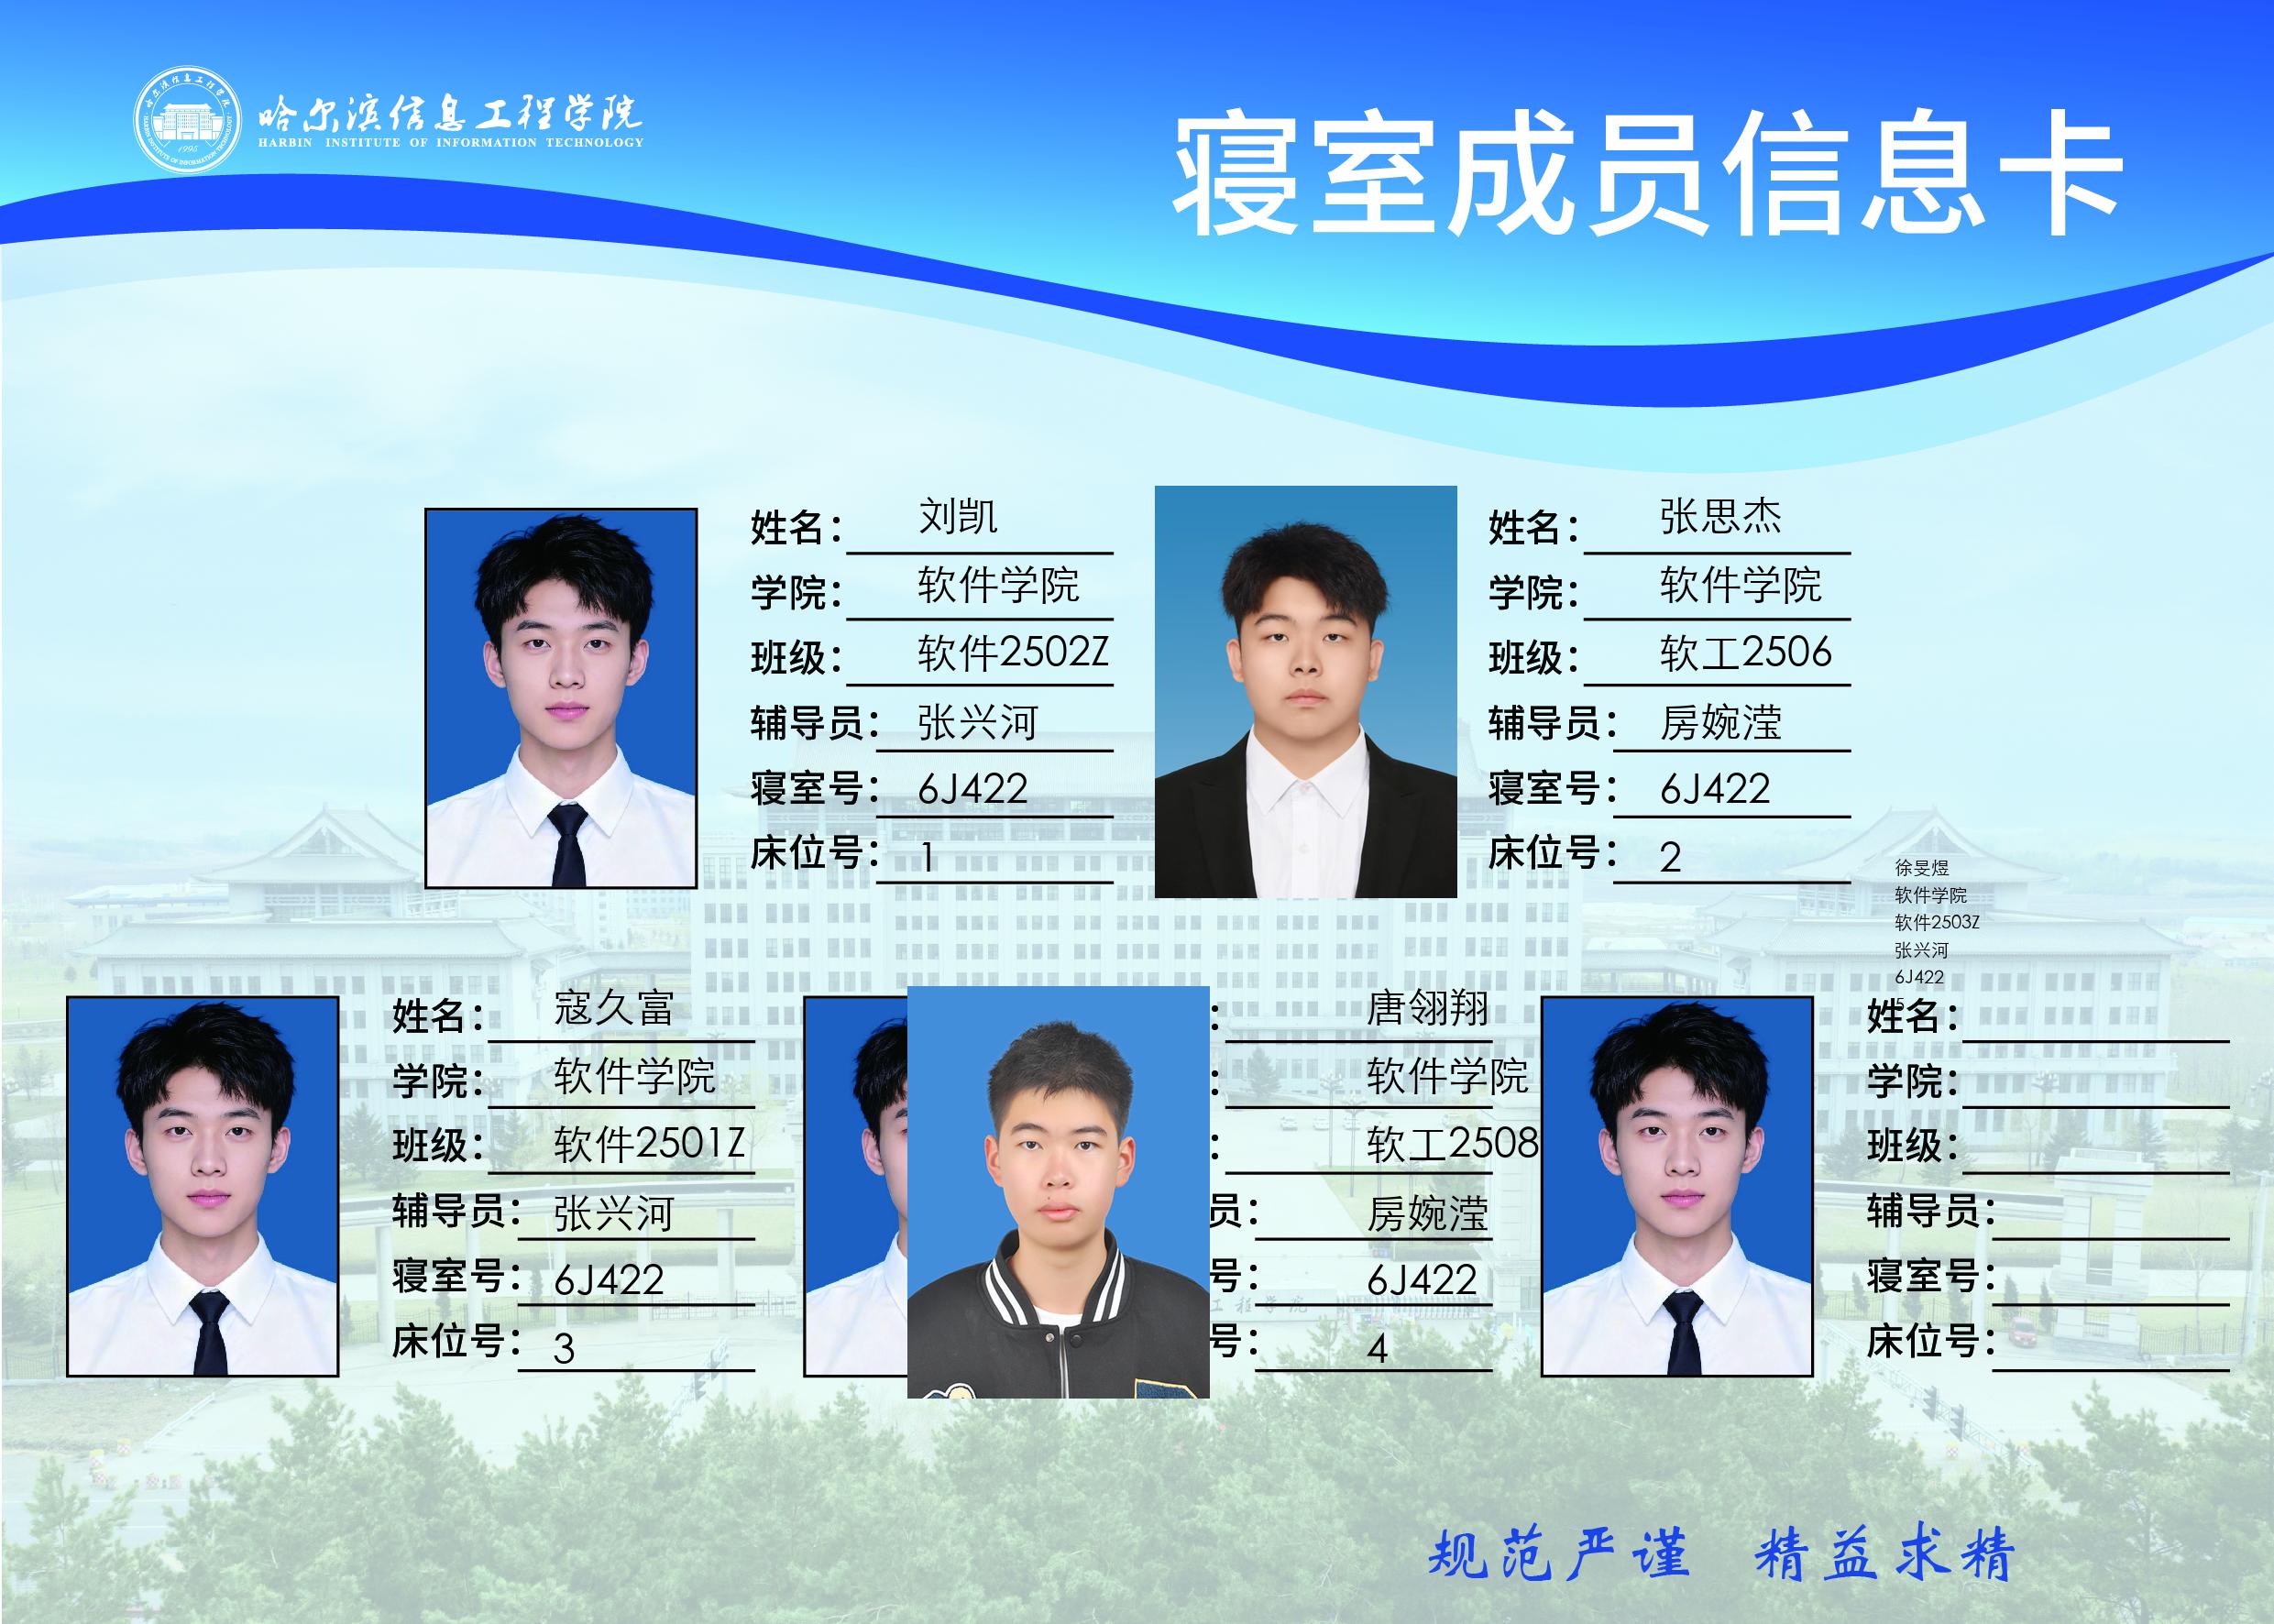 哈尔滨信息工程学院
HARBIN INSTITUTE OF INFORMATION TECHNOLOGY
1995
寝室成员信息卡
姓名：刘凯
学院：软件学院
班级：软件2502Z
辅导员：张兴河
寝室号：6J422
床位号：1
姓名：张思杰
学院：软件学院
班级：软工2506
辅导员：房婉滢
寝室号：6J422
床位号：2
徐旻煜
软件学院
软件2503Z
张兴河
6J422
5
姓名：寇久富
学院：软件学院
班级：软件2501Z
辅导员：张兴河
寝室号：6J422
床位号：3
：唐翎翔
：软件学院
：软工2508
员：房婉滢
号：6J422
号：4
姓名：
学院：
班级：
辅导员：
寝室号：
床位号：
规范严谨 精益求精